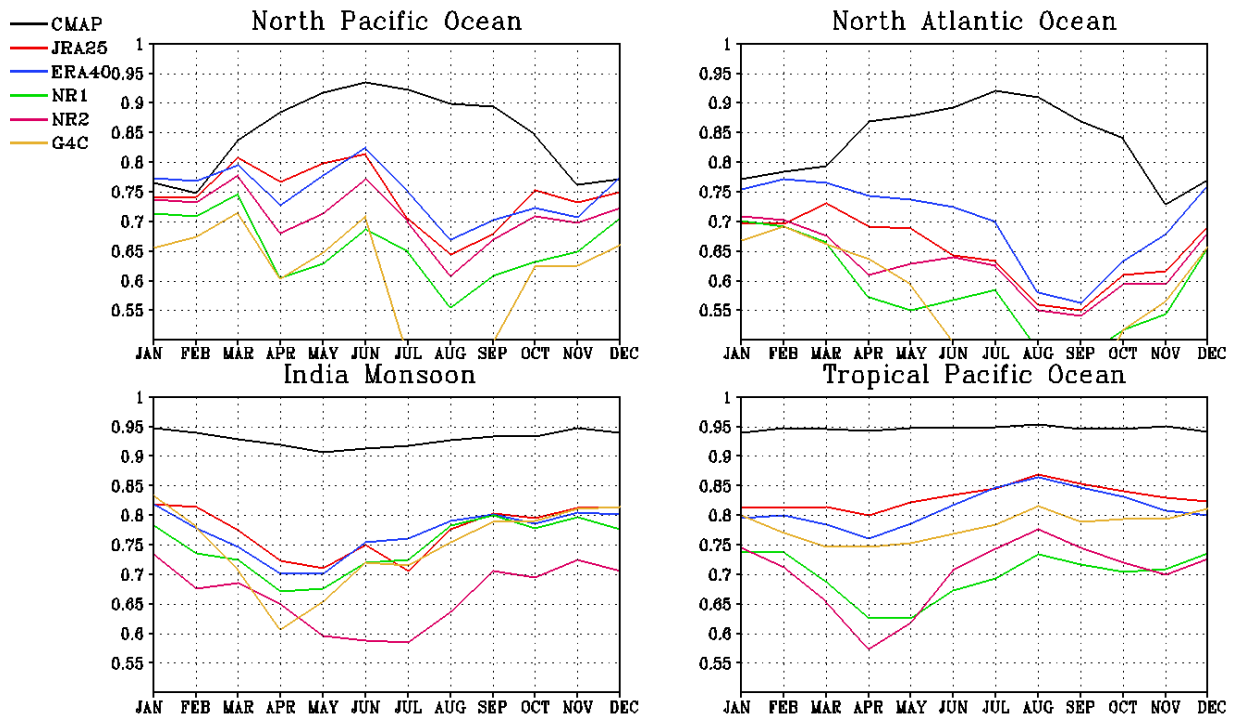 North Pacific Ocean
North Atlantic Ocean
CMAP
JRA25
ERA40
NR1
NR2
G4C
1
0.95
0.9
0.85
0.8
0.75
0.7
0.65
0.6
0.55
JAN FEB MAR APR MAY JUN JUL AUG SEP OCT NOV DEC
1
0.95
0.9
0.85
0.8
0.75
0.7
0.65
0.6
0.55
JAN FEB MAR APR MAY JUN JUL AUG SEP OCT NOV DEC
India Monsoon
Tropical Pacific Ocean
1
0.95
0.9
0.85
0.8
0.75
0.7
0.65
0.6
0.55
JAN FEB MAR APR MAY JUN JUL AUG SEP OCT NOV DEC
1
0.95
0.9
0.85
0.8
0.75
0.7
0.65
0.6
0.55
JAN FEB MAR APR MAY JUN JUL AUG SEP OCT NOV DEC